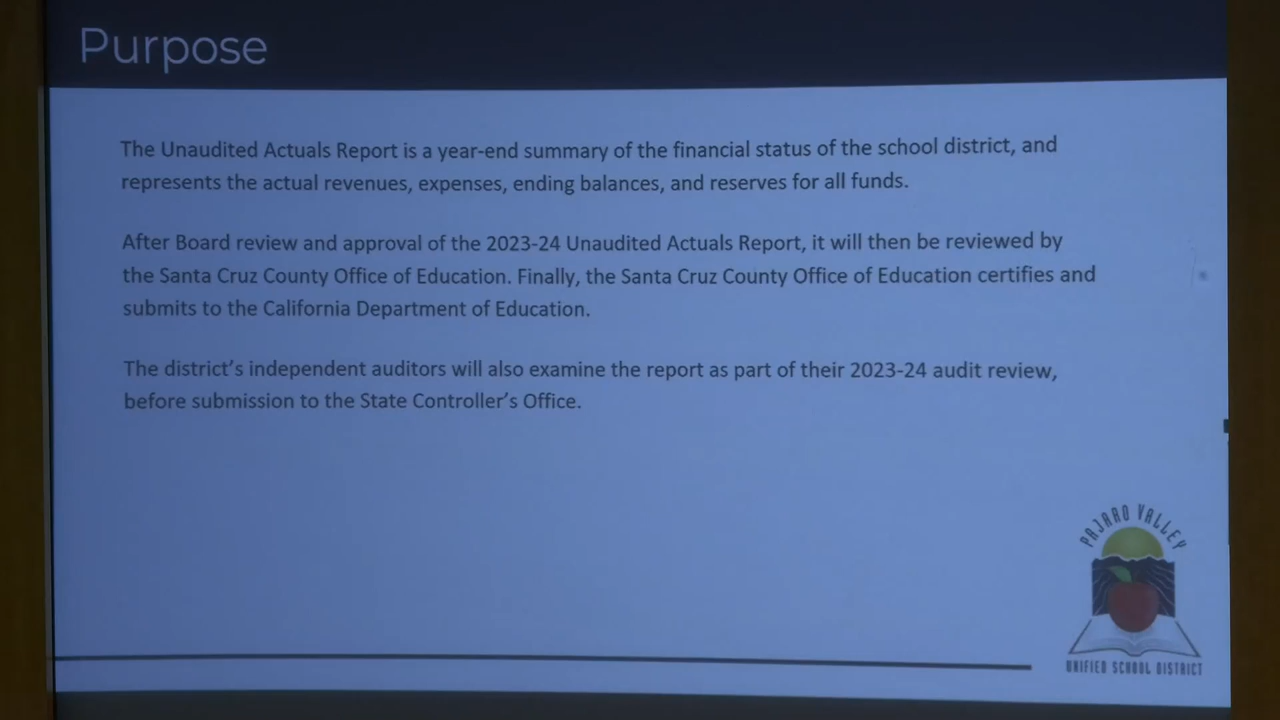 Purpose
The Unaudited Actuals Report is a year-end summary of the financial status of the school district, and
represents the actual revenues, expenses, ending balances, and reserves for all funds.
After Board review and approval of the 2023-24 Unaudited Actuals Report, it will then be reviewed by
the Santa Cruz County Office of Education. Finally, the Santa Cruz County Office of Education certifies and
submits to the California Department of Education.
The district's independent auditors will also examine the report as part of their 2023-24 audit review,
before submission to the State Controller's Office.
PAJARO VALLEY
UNIFIED SCHOOL DISTRICT